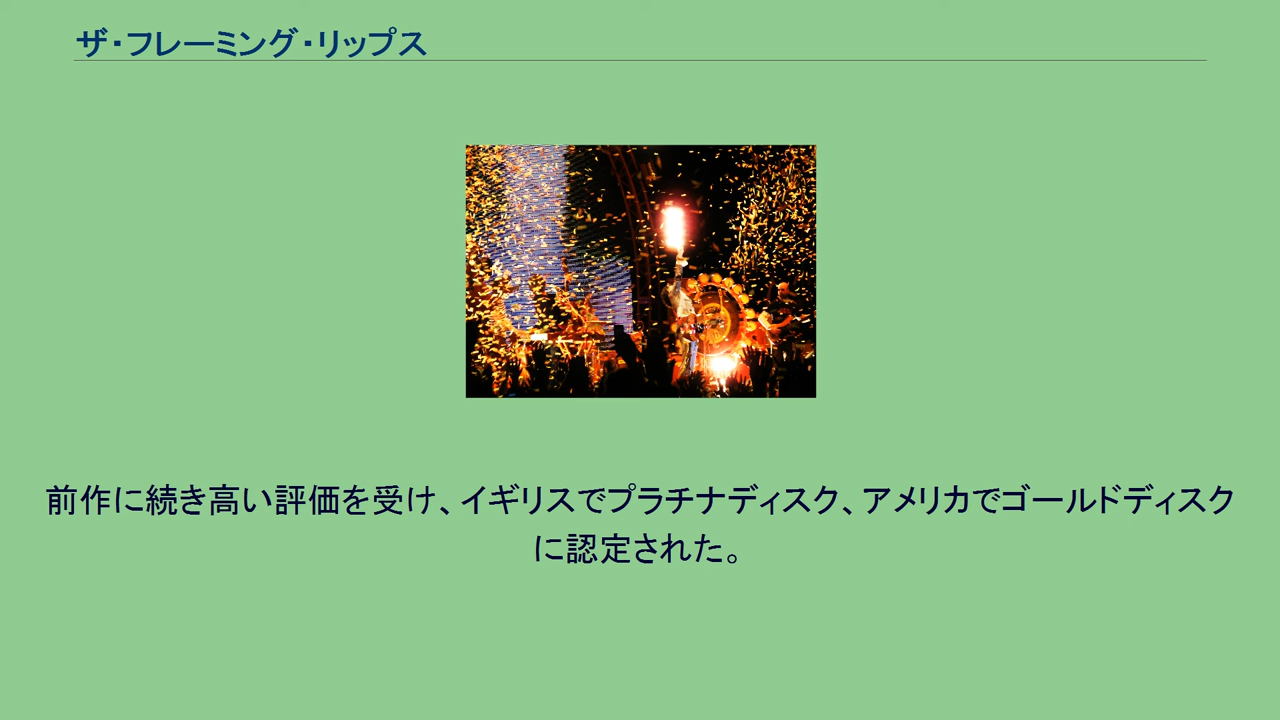 ザ・フレーミング・リップス
前作に続き高い評価を受け、イギリスでプラチナディスク、アメリカでゴールドディスク
に認定された。